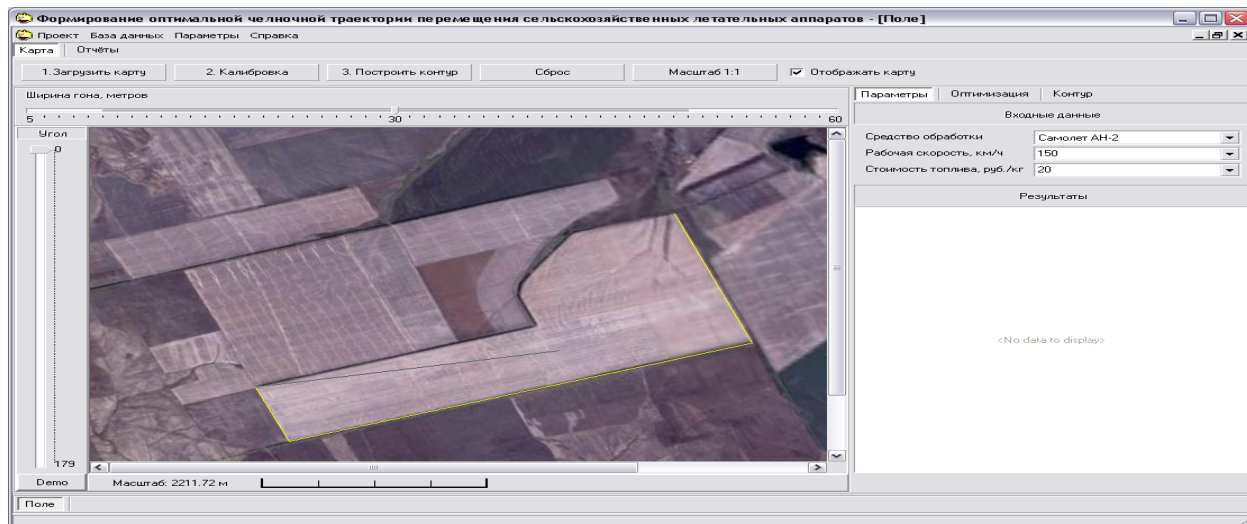 Формирование оптимальной челночной траектории перемещения сельскохозяйственных летательных аппаратов - [Поле]
Проект База данных Параметры Справка
Карта Отчёты
1.Загрузить карту 2. Калибровка 3. Построить контур Сброс Масштаб 1:1 Отображать карту
Ширина гона, метров
5 30 60
Угол
0
179
Demo Масштаб: 2211.72 м
Параметры Оптимизация Контур
Входные данные
Средство обработки Самолет АН-2
Рабочая скорость, км/ч 150
Стоимость топлива, руб./кг 20
Результаты
<No data to display>
Поле